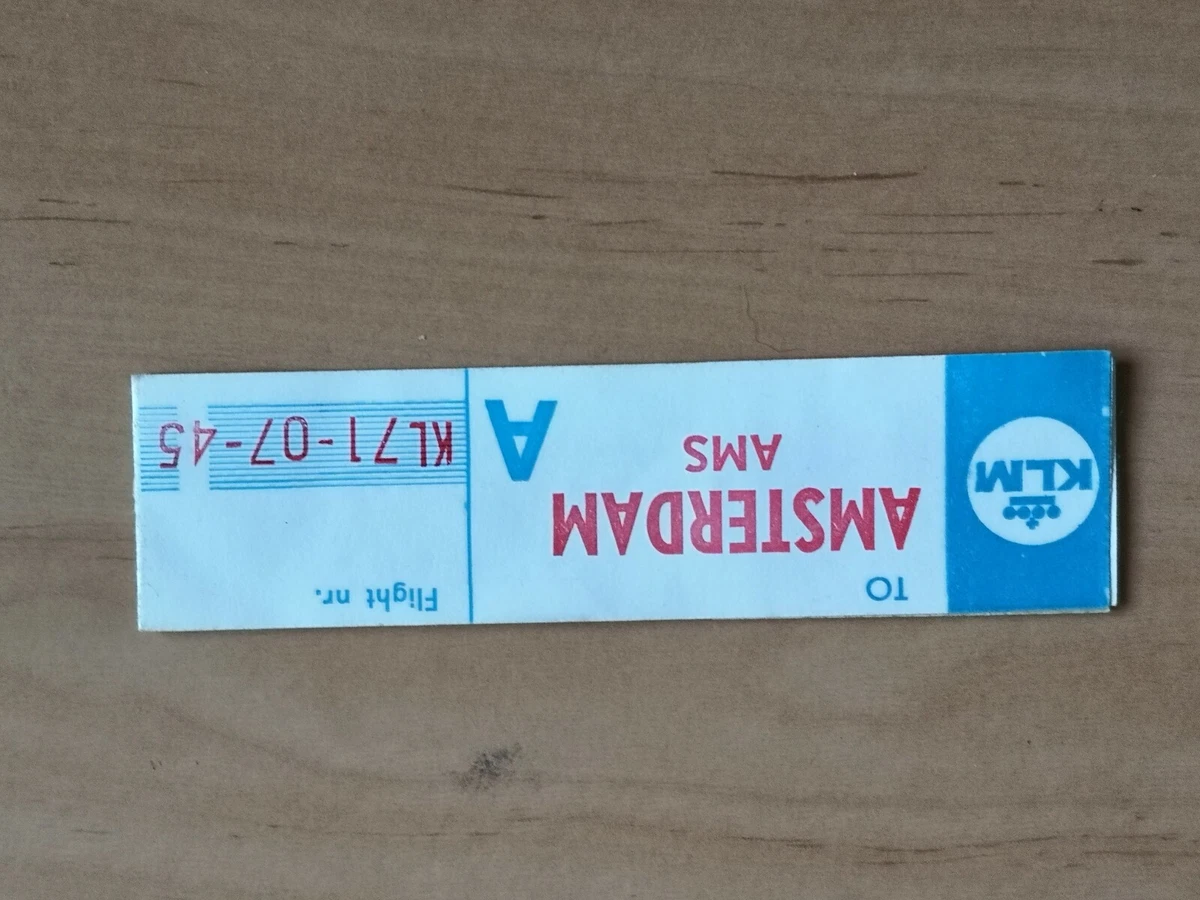 KLM
TO
AMSTERDAM
AMS
A
Flight nr.
KL71-07-45